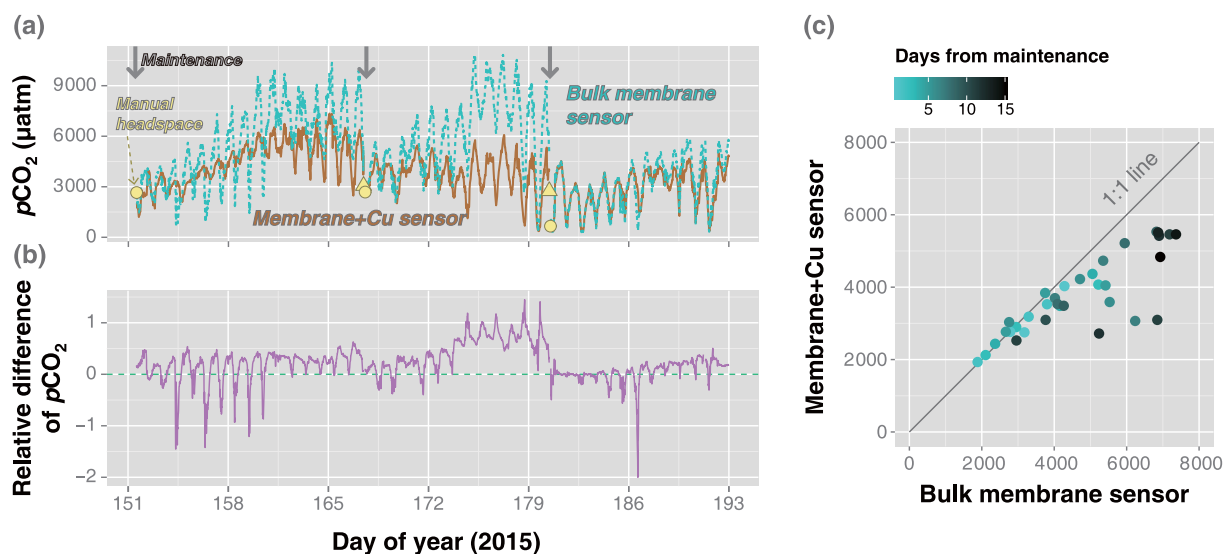 (a)
Maintenance
Manual
headspace
Bulk membrane
sensor
Membrane+Cu sensor
pCO2 (µatm)
9000
6000
3000
0
(b)
Relative difference
of pCO2
1
0
−1
−2
151
158
165
172
179
186
193
Day of year (2015)
(c)
Days from maintenance
5
10
15
1:1 line
Membrane+Cu sensor
8000
6000
4000
2000
0
0
2000
4000
6000
8000
Bulk membrane sensor